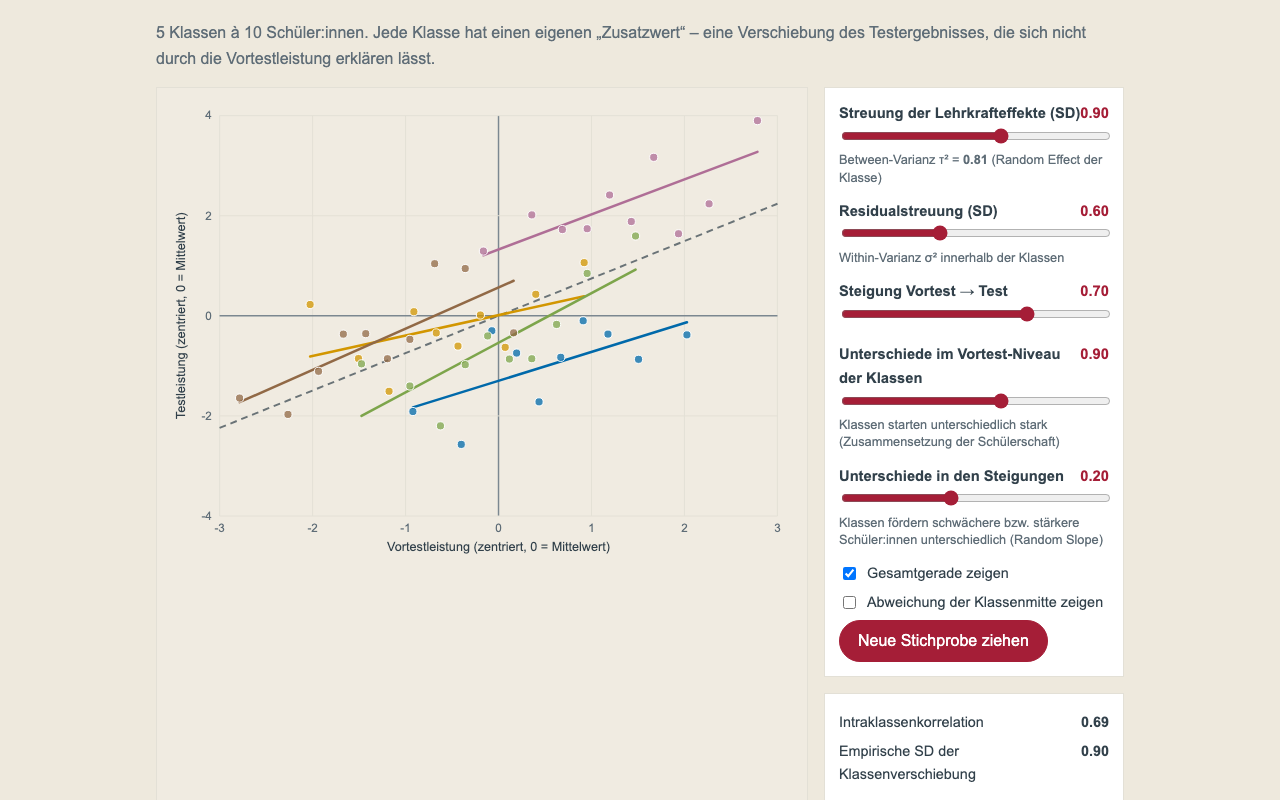 5 Klassen à 10 Schüler:innen. Jede Klasse hat einen eigenen „Zusatzwert“ – eine Verschiebung des Testergebnisses, die sich nicht
durch die Vortestleistung erklären lässt.
4
2
0
-2
-4
-3
-2
-1
0
1
2
3
Testleistung (zentriert, 0 = Mittelwert)
Vortestleistung (zentriert, 0 = Mittelwert)
Streuung der Lehrkrafteffekte (SD) 0.90
Between-Varianz τ² = 0.81 (Random Effect der
Klasse)
Residualstreuung (SD) 0.60
Within-Varianz σ² innerhalb der Klassen
Steigung Vortest → Test 0.70
Unterschiede im Vortest-Niveau 0.90
der Klassen
Klassen starten unterschiedlich stark
(Zusammensetzung der Schülerschaft)
Unterschiede in den Steigungen 0.20
Klassen fördern schwächere bzw. stärkere
Schüler:innen unterschiedlich (Random Slope)
Gesamtgerade zeigen
Abweichung der Klassenmitte zeigen
Neue Stichprobe ziehen
Intraklassenkorrelation 0.69
Empirische SD der 0.90
Klassenverschiebung